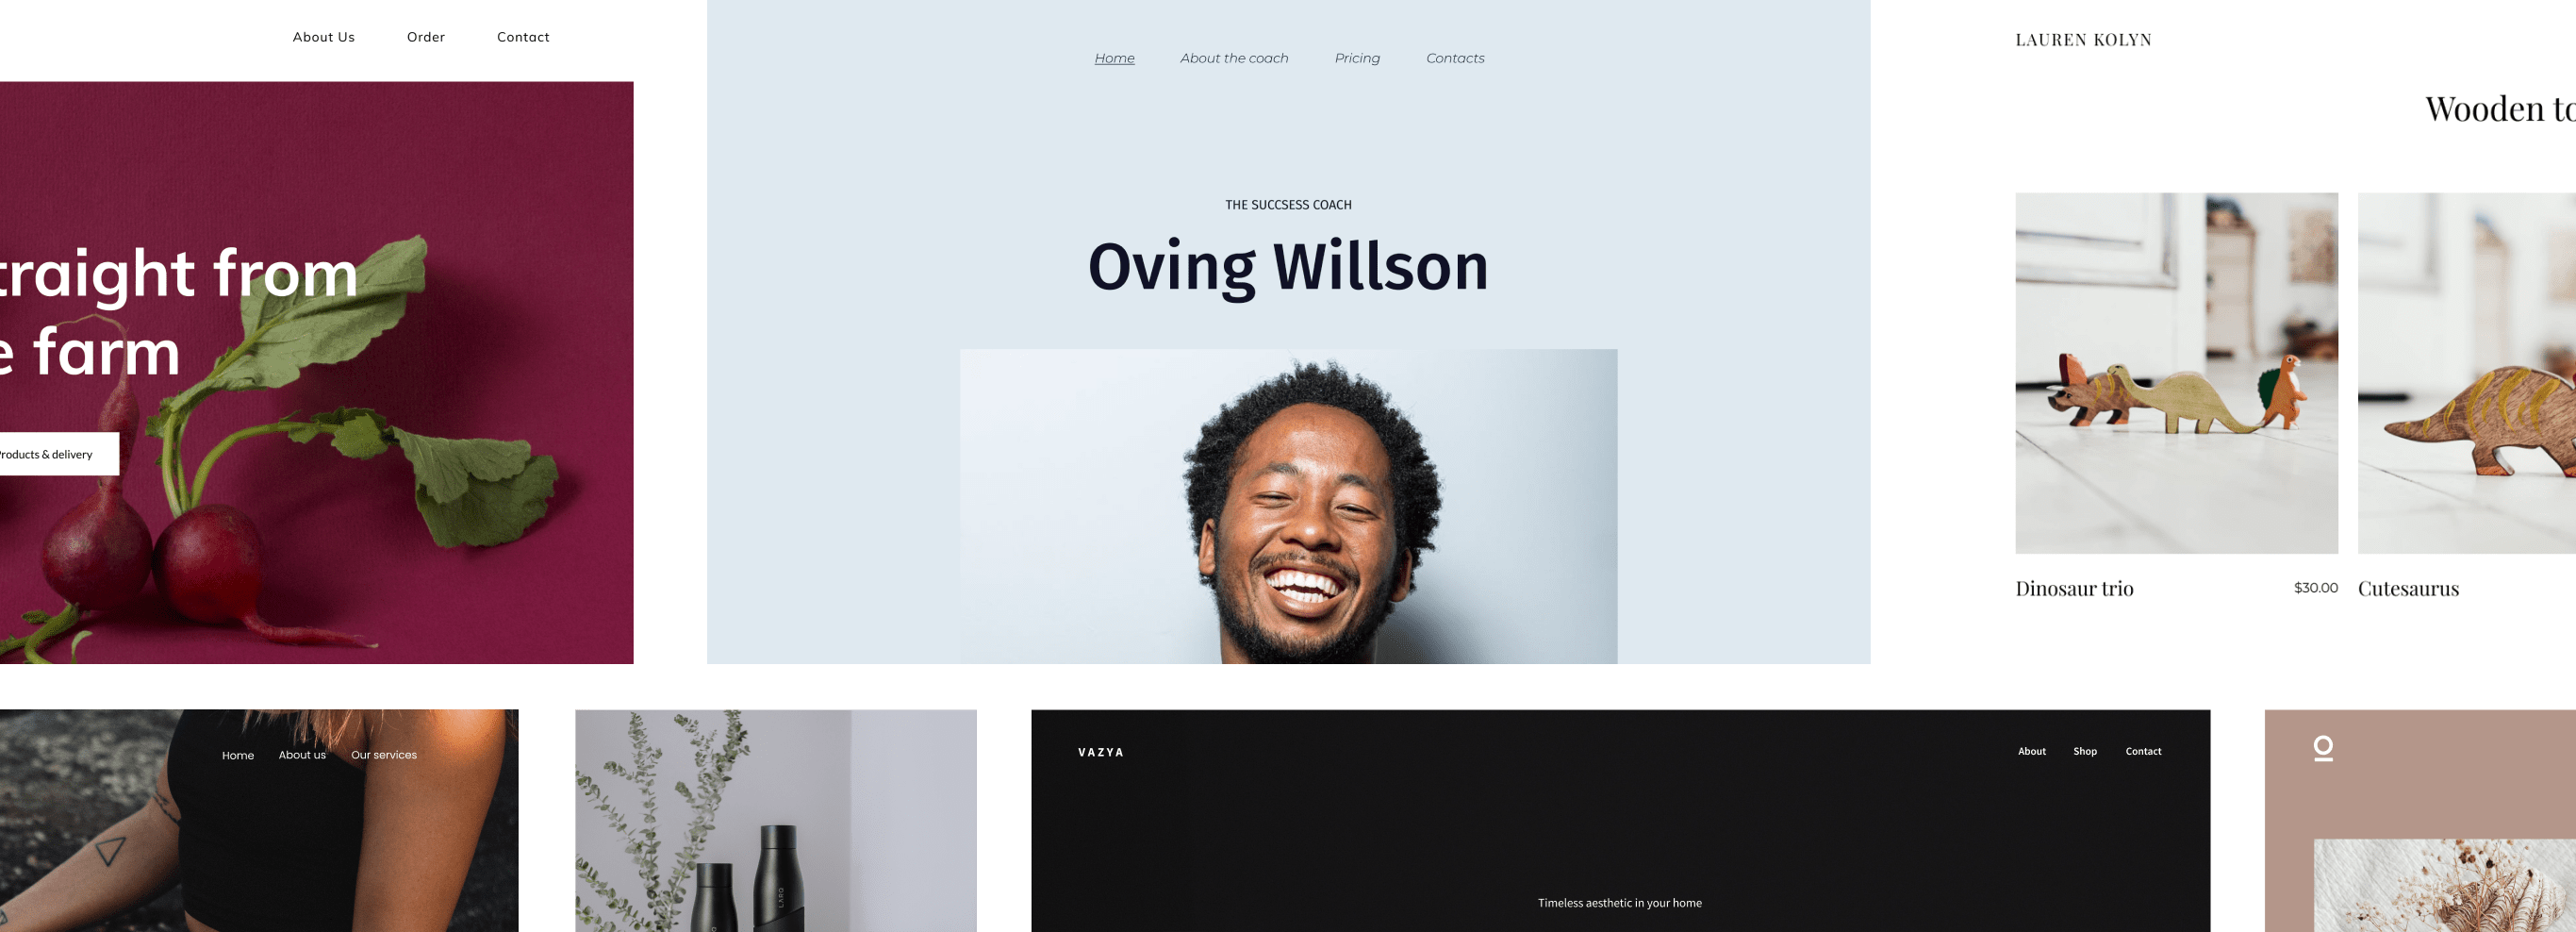 About Us Order Contact
traight from
e farm
Products & delivery
Home About the coach Pricing Contacts
THE SUCCSESS COACH
Oving Willson
LAUREN KOLYN
Wooden to
Dinosaur trio $30.00 Cutesaurus
Home About us Our services
LARQ
VAZYA
About Shop Contact
Timeless aesthetic in your home